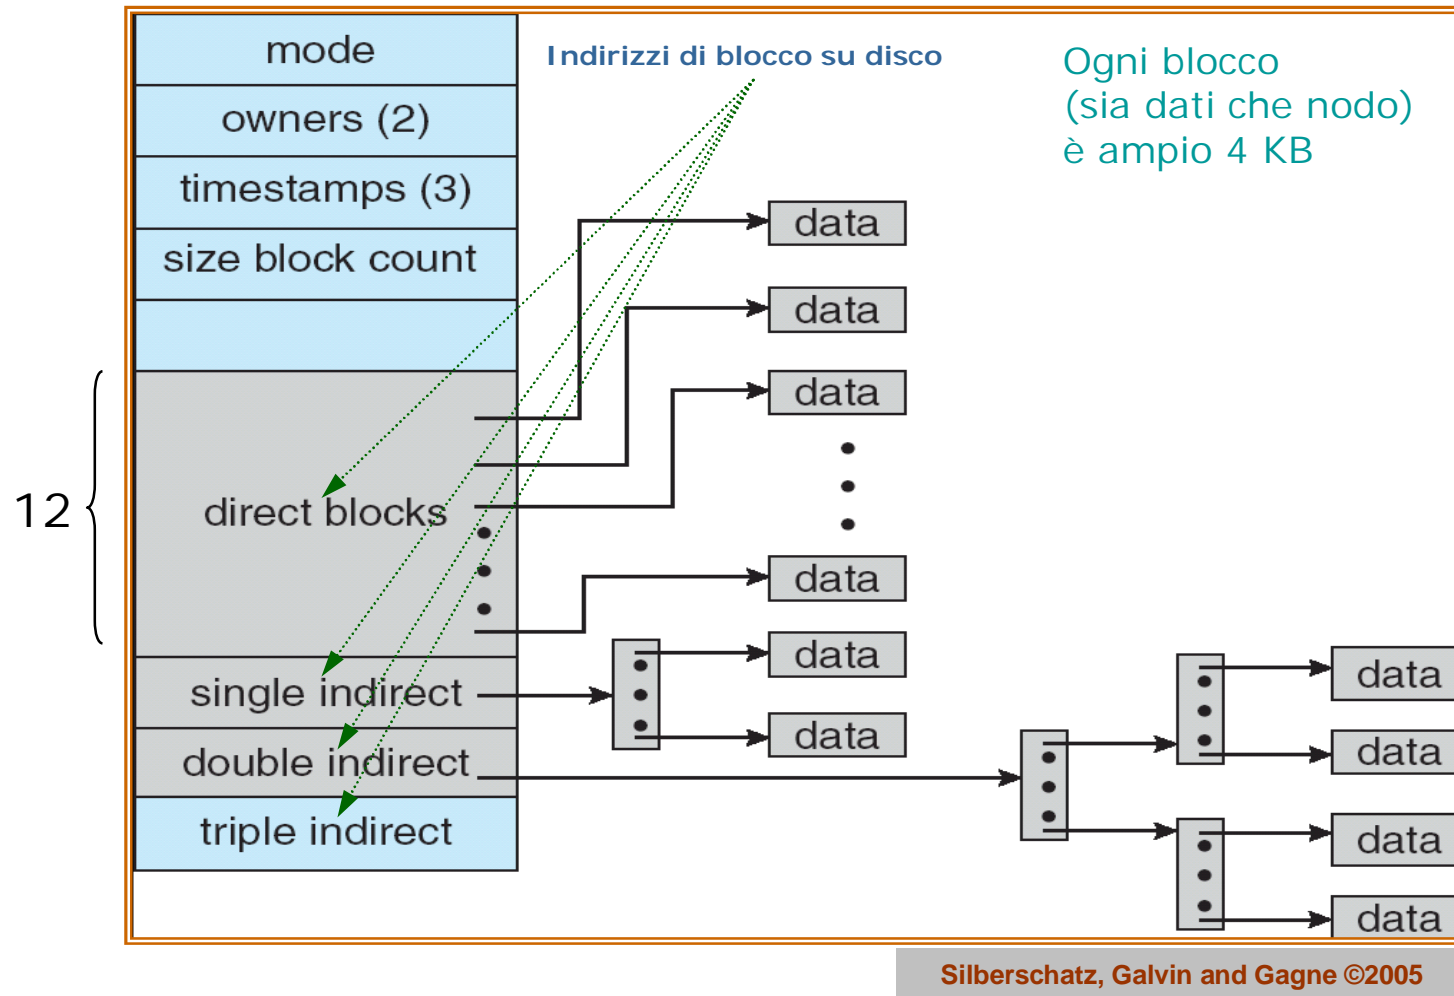 mode
owners (2)
timestamps (3)
size block count
12
direct blocks
single indirect
double indirect
triple indirect
Indirizzi di blocco su disco
Ogni blocco
(sia dati che nodo)
è ampio 4 KB
data
data
data
data
data
data
data
data
data
data
Silberschatz, Galvin and Gagne ©2005